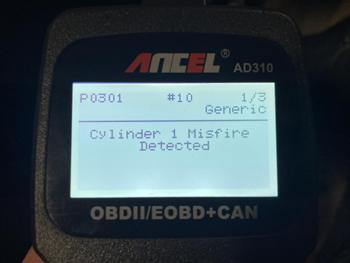 ANCEL®
AD310
P0301 #10 1/3
Generic
Cylinder 1 Misfire
Detected
OBDII/EOBD+CAN